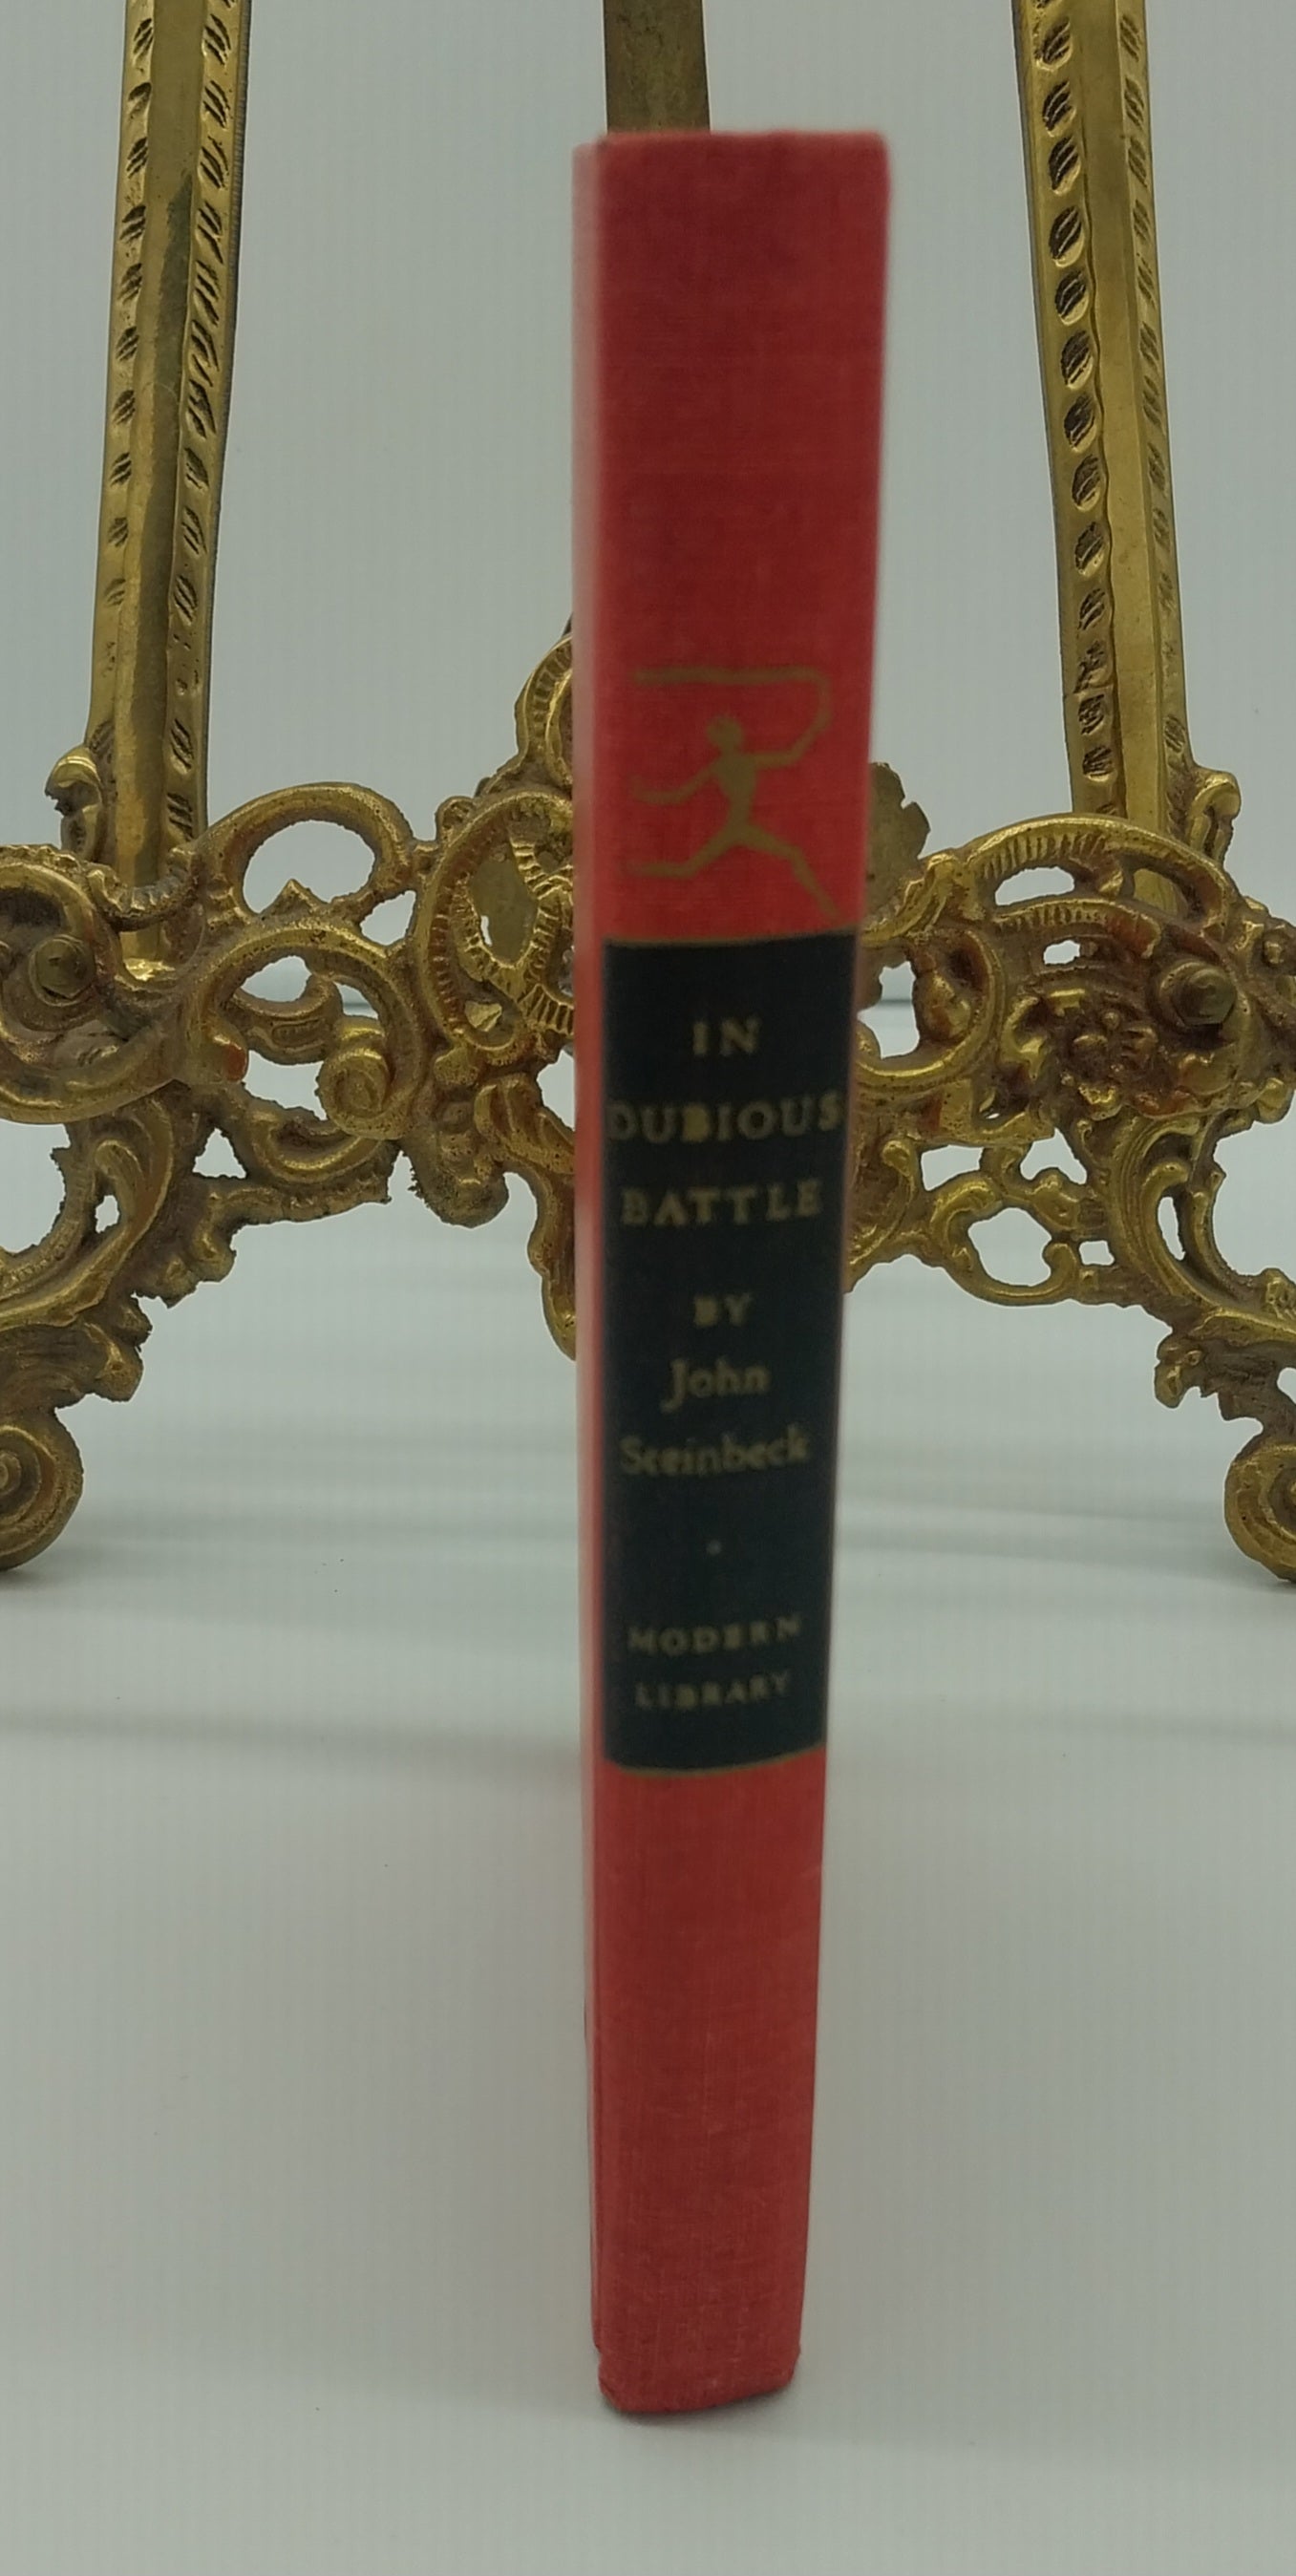 IN
DUBIOUS
BATTLE
BY
John
Steinbeck
MODERN
LIBRARY